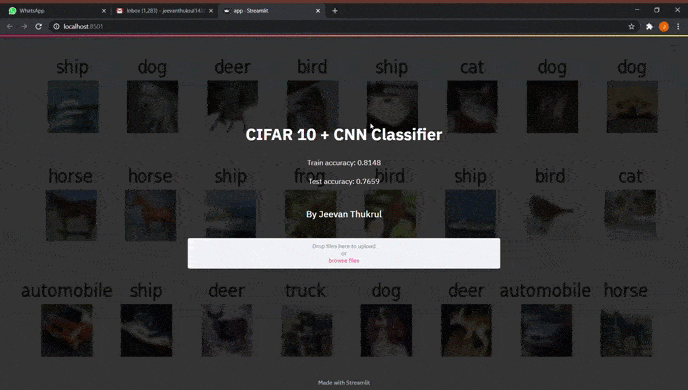 WhatsApp
Inbox (1,283) - jeevanthukral14
app · Streamlit
localhost:8501
ship dog deer bird ship cat dog dog
CIFAR 10 + CNN Classifier
Train accuracy: 0.8148
Test accuracy: 0.7659
horse horse ship frog bird ship bird cat
By Jeevan Thukrul
Drop files here to upload
or
browse files
automobile ship deer truck dog deer automobile horse
Made with Streamlit